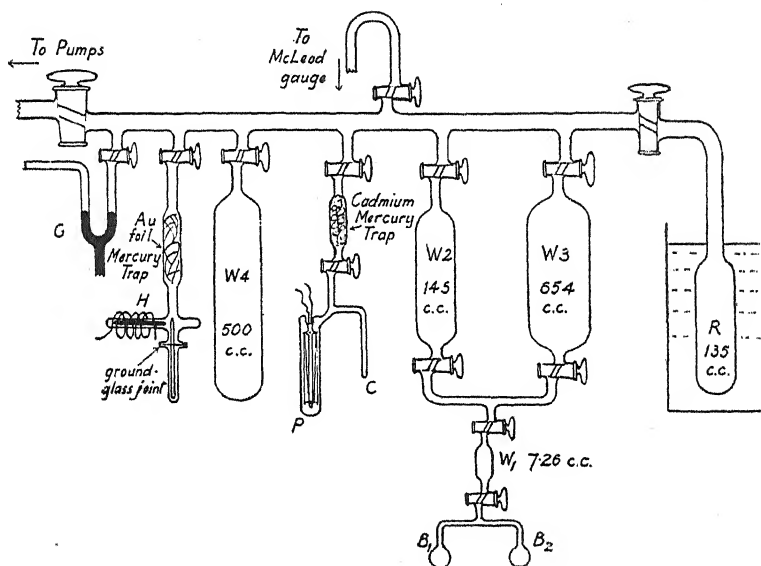 To Pumps
To
McLeod
gauge
G
Au
foil
Mercury
Trap
H
ground-
glass joint
W4
500
c.c.
Cadmium
Mercury
Trap
P
C
W2
145
c.c.
W3
654
c.c.
R
135
c.c.
W1 7·26 c.c.
B1
B2